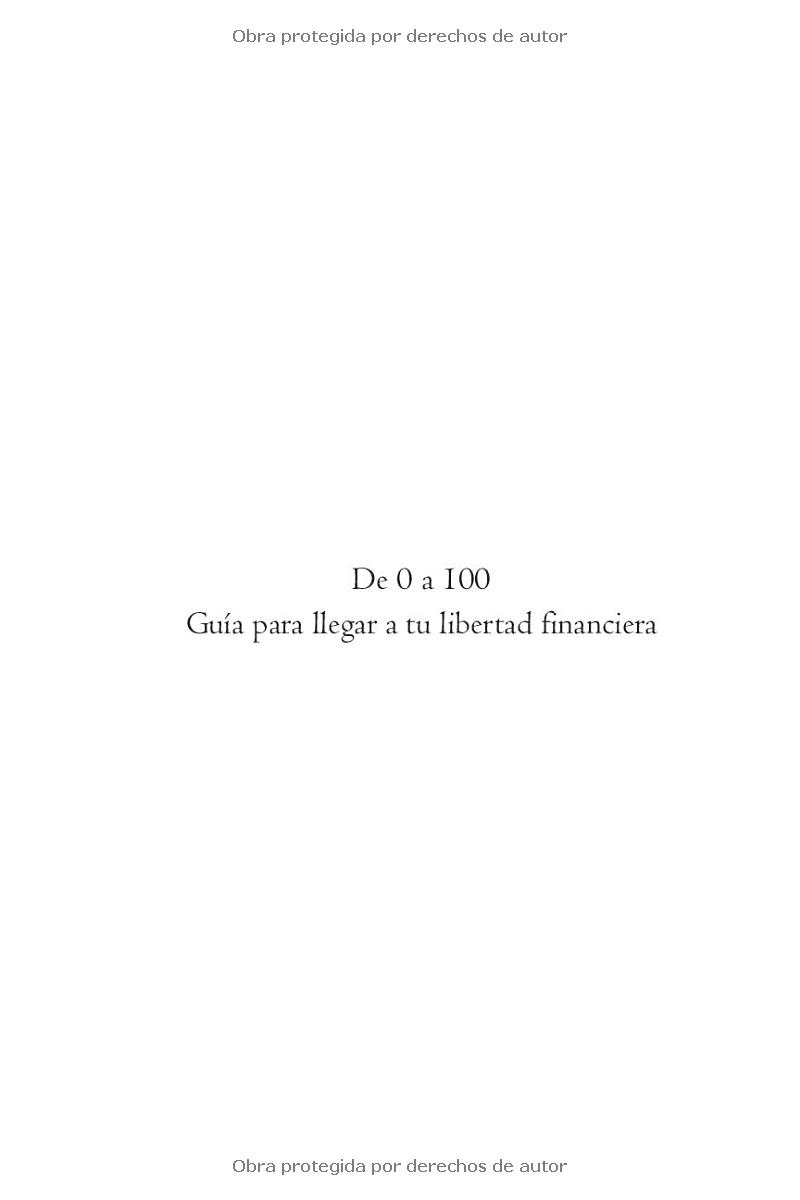 Obra protegida por derechos de autor
De 0 a 100
Guía para llegar a tu libertad financiera
Obra protegida por derechos de autor